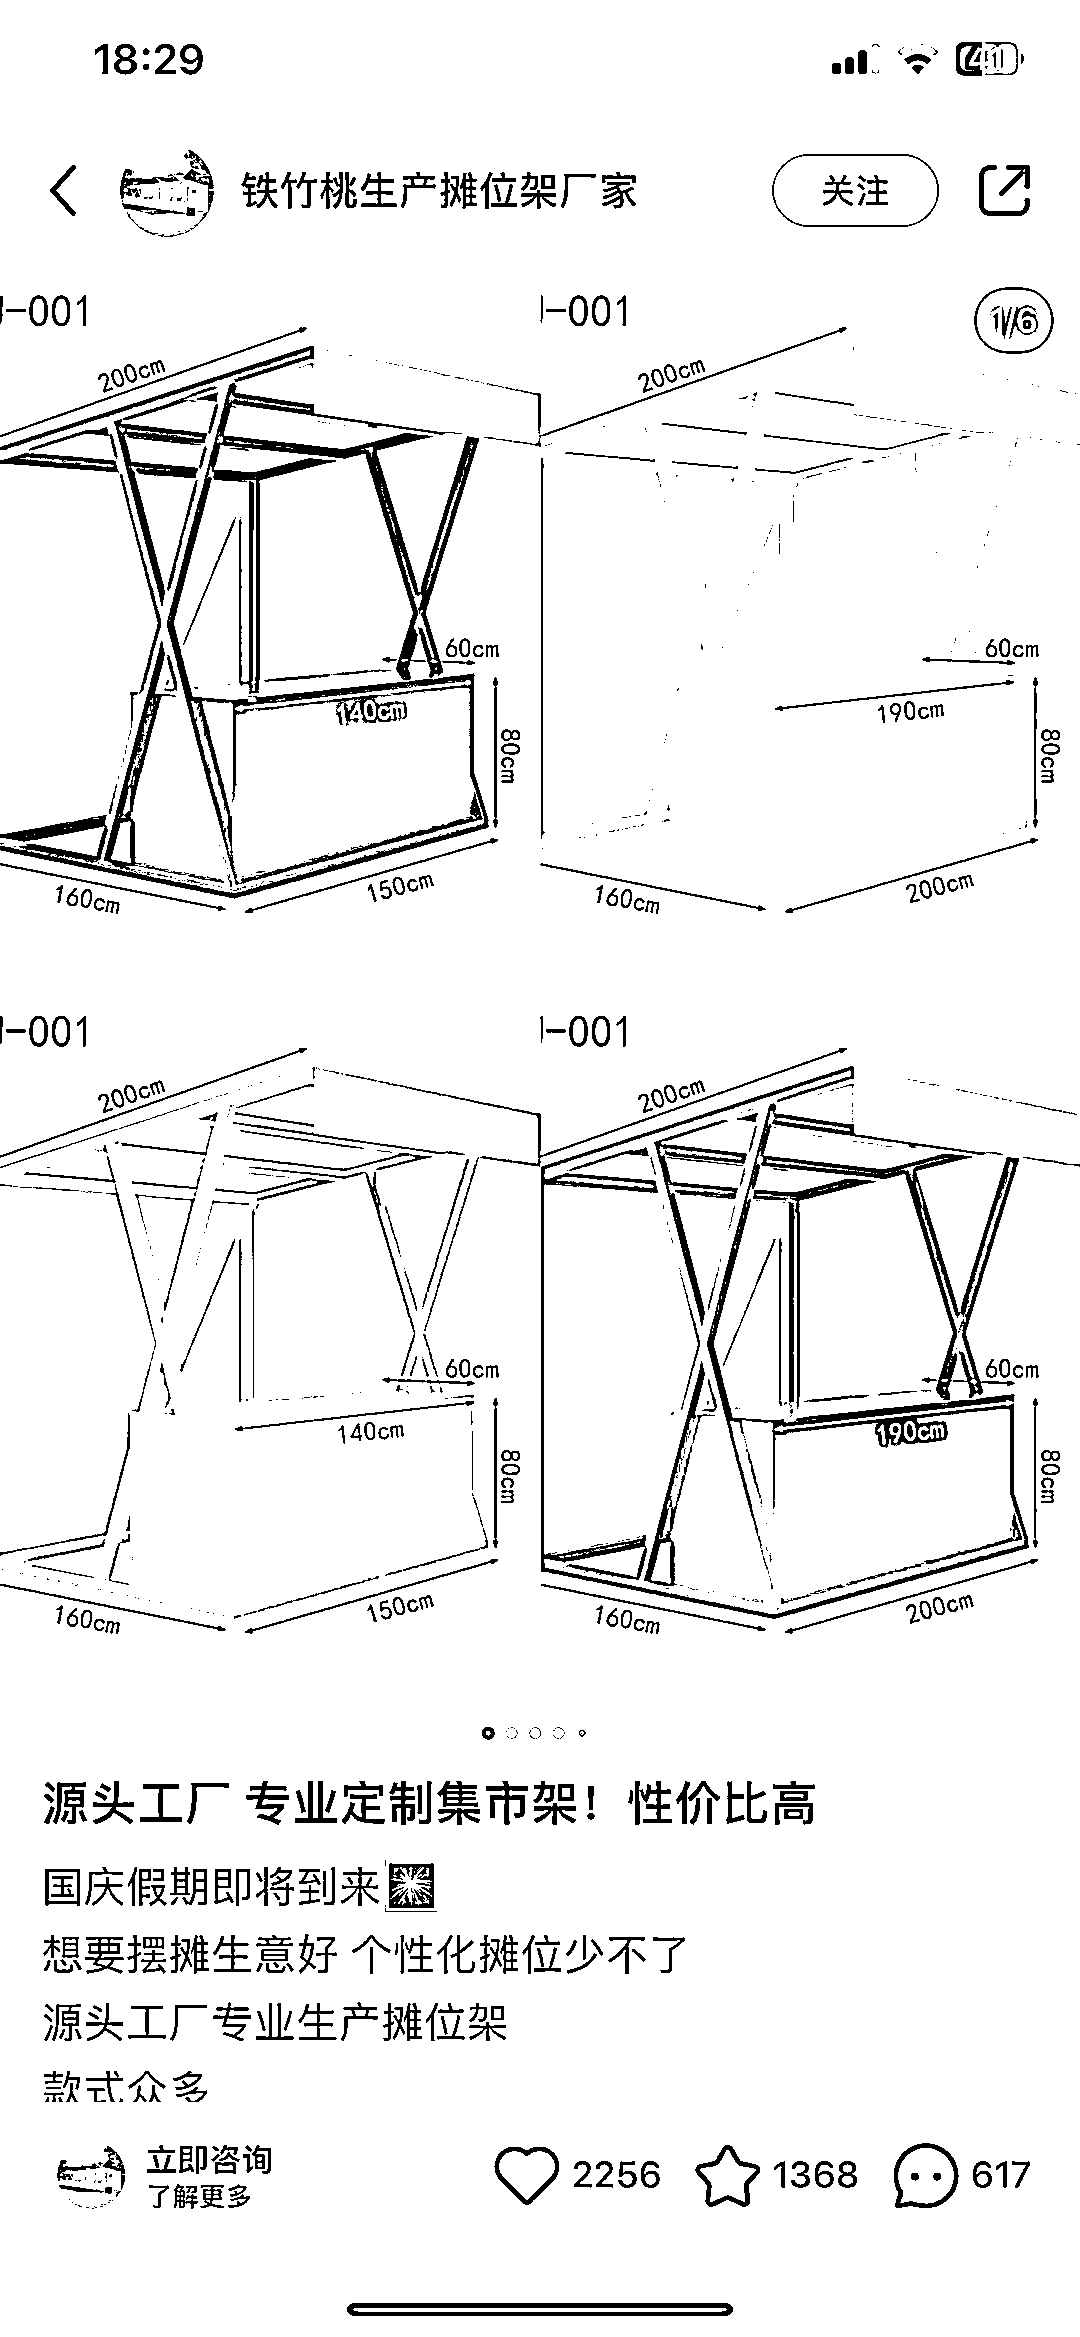 18:29
41
铁竹桃生产摊位架厂家
关注
-001
-001
1/6
200cm
200cm
60cm
60cm
140cm
190cm
80cm
80cm
160cm
150cm
160cm
200cm
-001
-001
200cm
200cm
60cm
60cm
140cm
190cm
80cm
80cm
160cm
150cm
160cm
200cm
源头工厂 专业定制集市架！性价比高
国庆假期即将到来
想要摆摊生意好 个性化摊位少不了
源头工厂专业生产摊位架
款式众多
立即咨询
了解更多
2256
1368
617